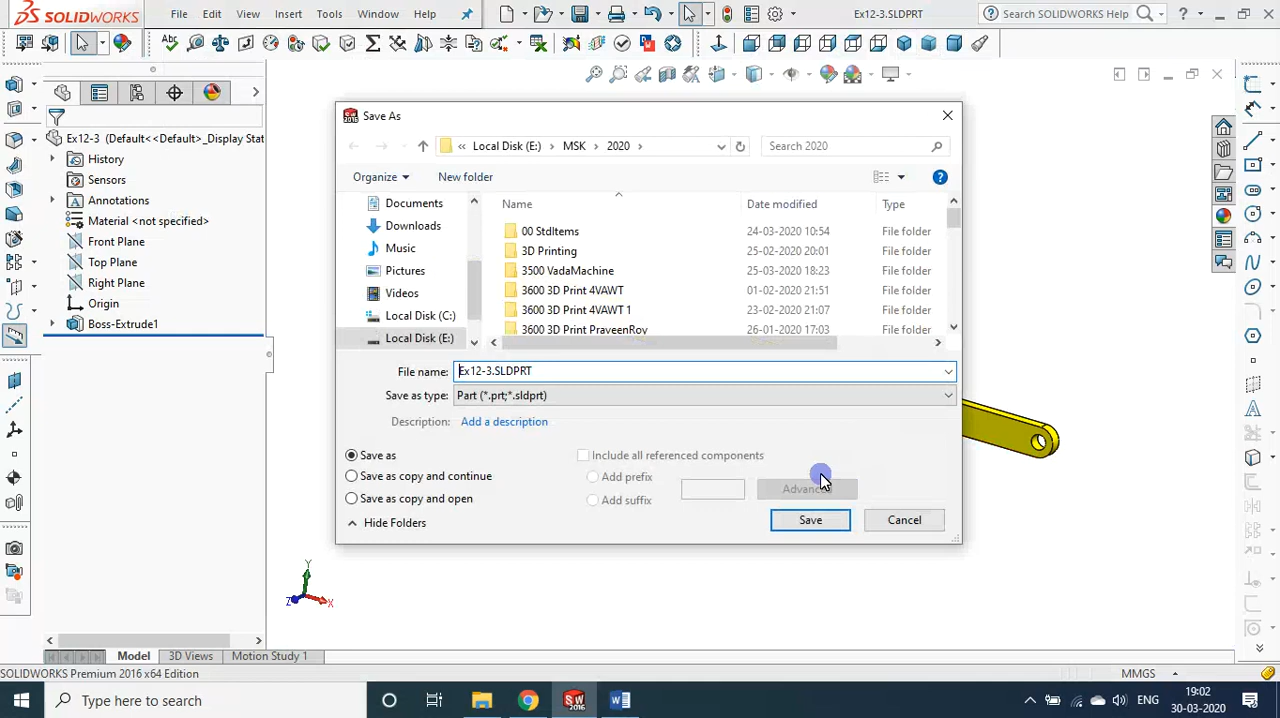 SOLIDWORKS File Edit View Insert Tools Window Help Ex12-3.SLDPRT Search SOLIDWORKS Help ?
Save As
Ex12-3 (Default<<Default>_Display Stat
« Local Disk (E:) > MSK > 2020 > Search 2020
History
Organize New folder
Sensors
Annotations
Documents Name Date modified Type
Material <not specified>
Downloads 00 StdItems 24-03-2020 10:54 File folder
Front Plane
Music 3D Printing 25-02-2020 20:01 File folder
Top Plane
Pictures 3500 VadaMachine 25-03-2020 18:23 File folder
Right Plane
Videos 3600 3D Print 4VAWT 01-02-2020 21:51 File folder
Origin
Local Disk (C:) 3600 3D Print 4VAWT 1 23-02-2020 21:07 File folder
Boss-Extrude1
Local Disk (E:) 3600 3D Print PraveenRoy 26-01-2020 17:03 File folder
File name: Ex12-3.SLDPRT
Save as type: Part (*.prt;*.sldprt)
Description: Add a description
Save as Include all referenced components
Save as copy and continue Add prefix
Advanced
Save as copy and open Add suffix
Hide Folders Save Cancel
Y
Z X
Model 3D Views Motion Study 1
SOLIDWORKS Premium 2016 x64 Edition MMGS
Type here to search ENG 19:02
30-03-2020